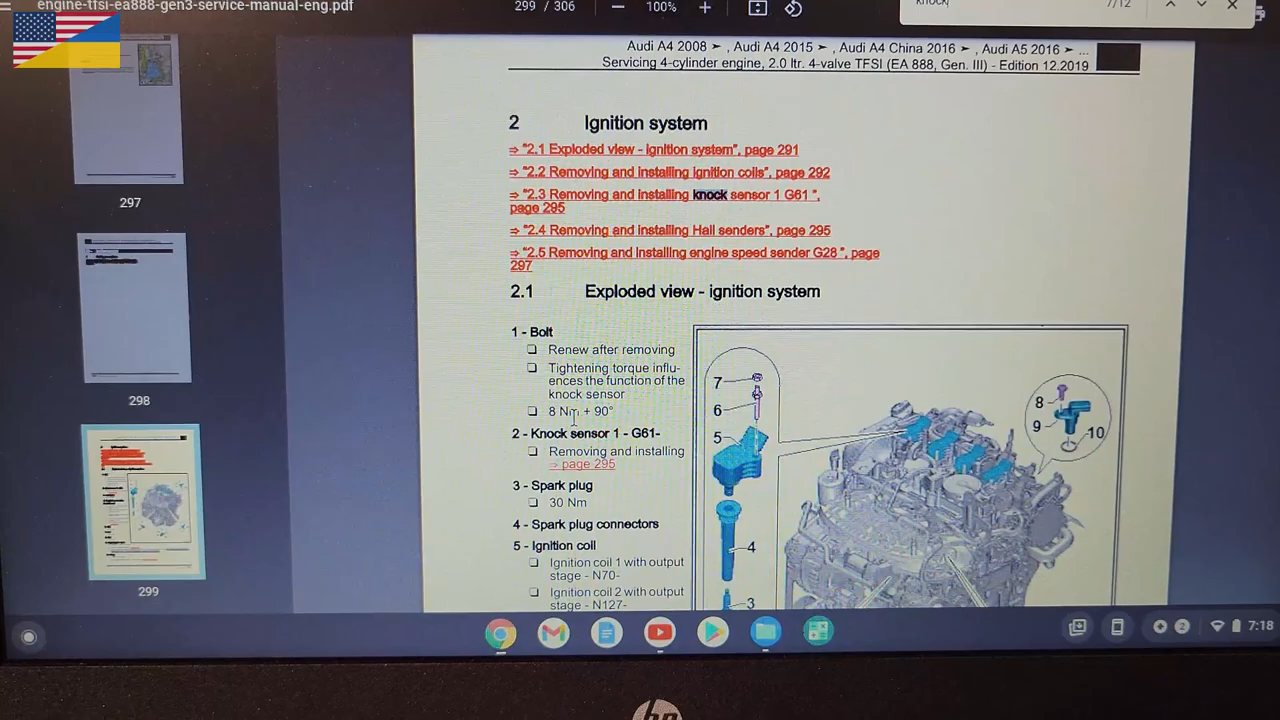 engine-tfsi-ea888-gen3-service-manual-eng.pdf
299 / 306
100%
knock
7/12
297
298
299
Audi A4 2008 ➤ , Audi A4 2015 ➤ , Audi A4 China 2016 ➤ , Audi A5 2016 ➤ ...
Servicing 4-cylinder engine, 2.0 ltr. 4-valve TFSI (EA 888, Gen. III) - Edition 12.2019
2 Ignition system
⇒ "2.1 Exploded view - ignition system", page 291
⇒ "2.2 Removing and installing ignition coils", page 292
⇒ "2.3 Removing and installing knock sensor 1 G61 ",
page 295
⇒ "2.4 Removing and installing Hall senders", page 295
⇒ "2.5 Removing and installing engine speed sender G28 ", page
297
2.1 Exploded view - ignition system
1 - Bolt
❑ Renew after removing
❑ Tightening torque influ-
ences the function of the
knock sensor
❑ 8 Nm + 90°
2 - Knock sensor 1 - G61-
❑ Removing and installing
⇒ page 295
3 - Spark plug
❑ 30 Nm
4 - Spark plug connectors
5 - Ignition coil
❑ Ignition coil 1 with output
stage - N70-
❑ Ignition coil 2 with output
stage - N127-
7
6
5
4
3
8
9
10
2
7:18
hp